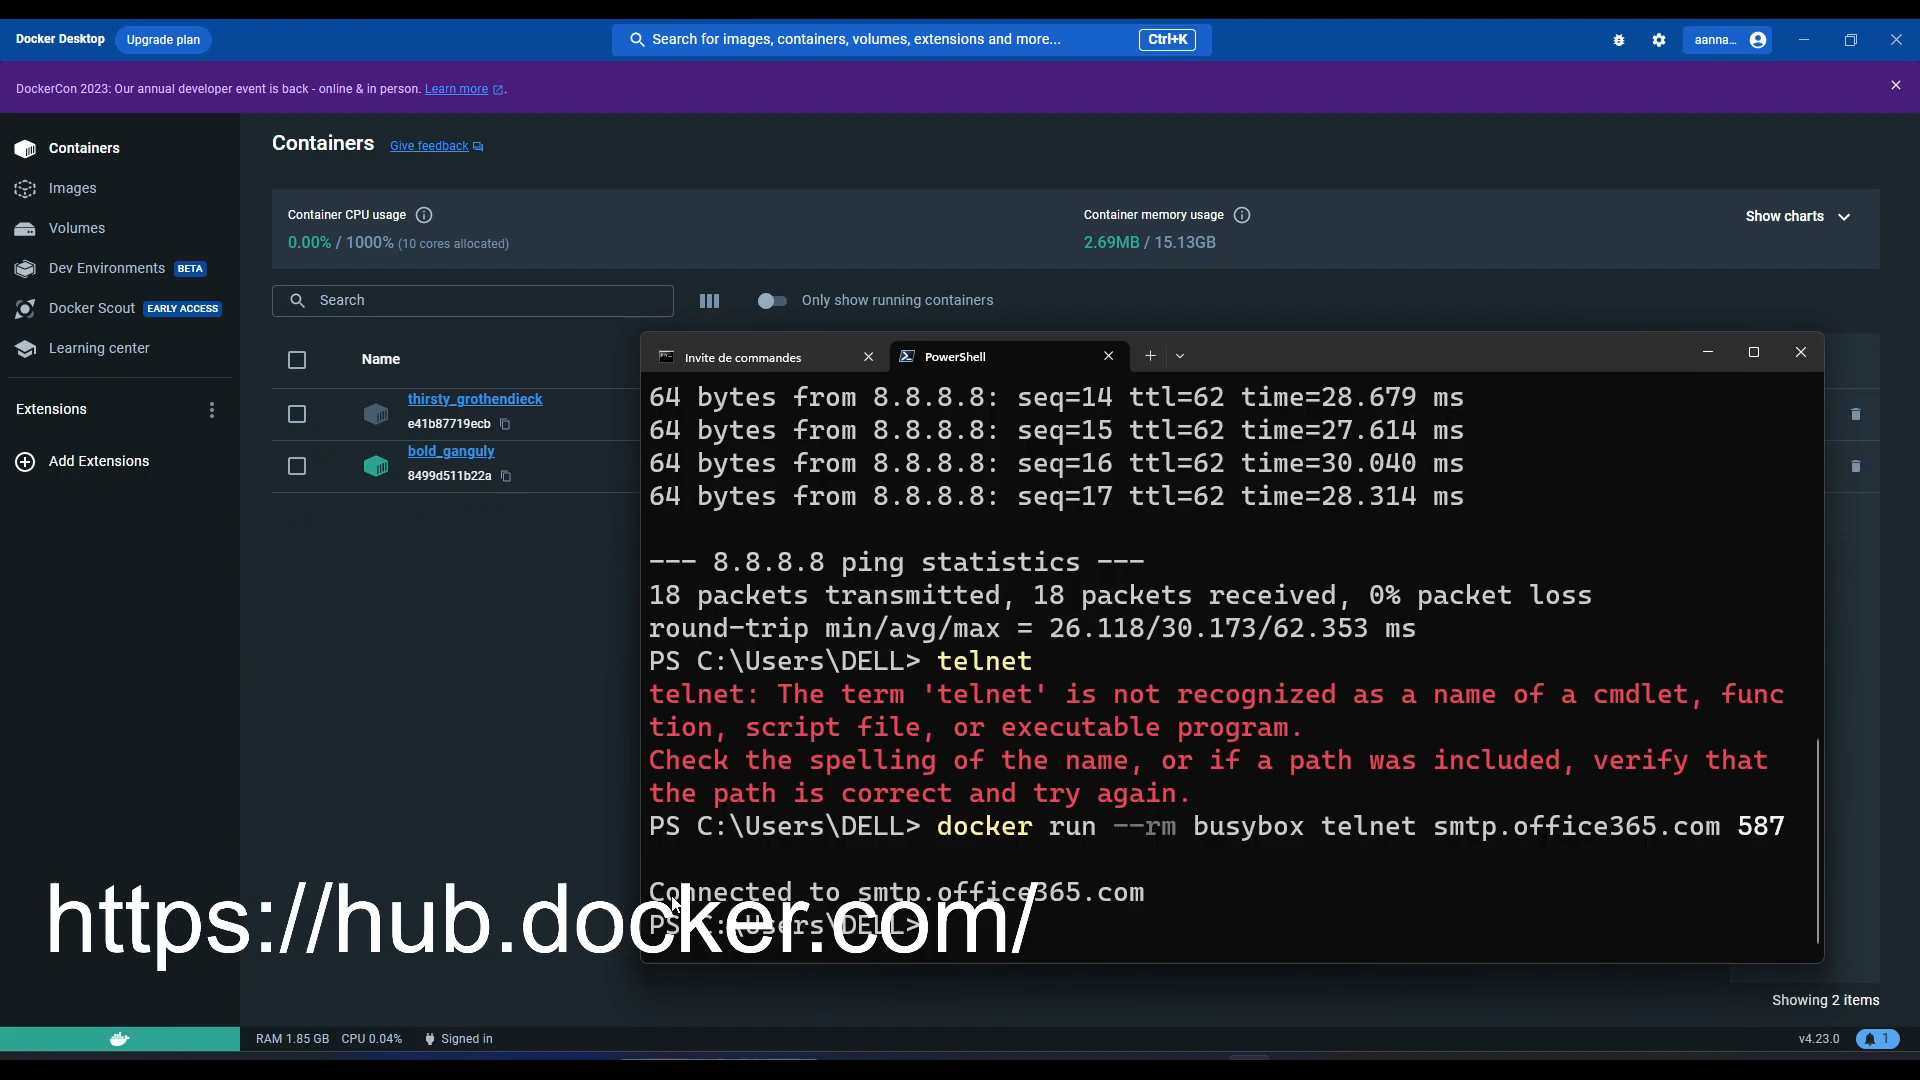 Docker Desktop
Upgrade plan
Search for images, containers, volumes, extensions and more...
Ctrl+K
aanna...
DockerCon 2023: Our annual developer event is back - online & in person. Learn more.
Containers
Images
Volumes
Dev Environments BETA
Docker Scout EARLY ACCESS
Learning center
Extensions
Add Extensions
Containers
Give feedback
Container CPU usage
0.00% / 1000% (10 cores allocated)
Container memory usage
2.69MB / 15.13GB
Show charts
Search
Only show running containers
Name
thirsty_grothendieck
e41b87719ecb
bold_ganguly
8499d511b22a
Invite de commandes
PowerShell
64 bytes from 8.8.8.8: seq=14 ttl=62 time=28.679 ms
64 bytes from 8.8.8.8: seq=15 ttl=62 time=27.614 ms
64 bytes from 8.8.8.8: seq=16 ttl=62 time=30.040 ms
64 bytes from 8.8.8.8: seq=17 ttl=62 time=28.314 ms
--- 8.8.8.8 ping statistics ---
18 packets transmitted, 18 packets received, 0% packet loss
round-trip min/avg/max = 26.118/30.173/62.353 ms
PS C:\Users\DELL> telnet
telnet: The term 'telnet' is not recognized as a name of a cmdlet, func
tion, script file, or executable program.
Check the spelling of the name, or if a path was included, verify that
the path is correct and try again.
PS C:\Users\DELL> docker run --rm busybox telnet smtp.office365.com 587
Connected to smtp.office365.com
PS C:\Users\DELL>
https://hub.docker.com/
Showing 2 items
RAM 1.85 GB CPU 0.04%
Signed in
v4.23.0
1